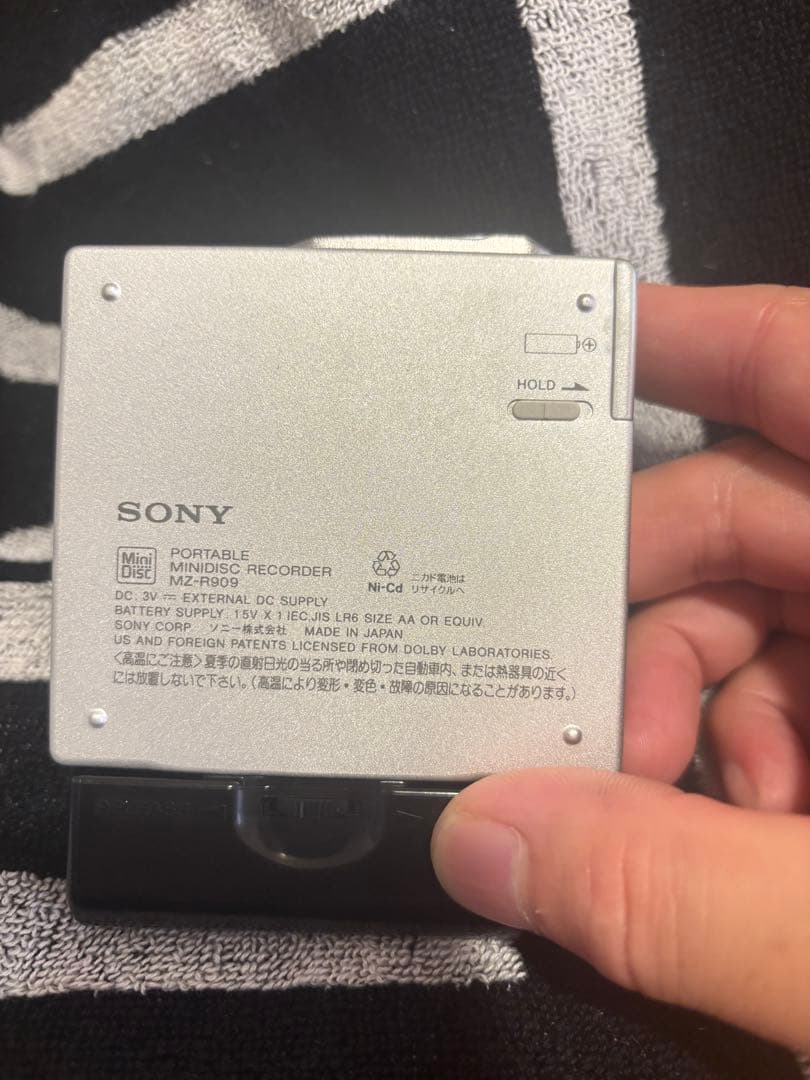 HOLD
SONY
Mini Disc
PORTABLE
MINIDISC RECORDER
MZ-R909
Ni-Cd
ニカド電池は
リサイクルへ
DC: 3V ⎓ EXTERNAL DC SUPPLY
BATTERY SUPPLY: 1.5V X 1 IEC,JIS LR6 SIZE AA OR EQUIV.
SONY CORP. ソニー株式会社 MADE IN JAPAN
US AND FOREIGN PATENTS LICENSED FROM DOLBY LABORATORIES.
〈高温にご注意〉夏季の直射日光の当る所や閉め切った自動車内、または熱器具の近く
には放置しないで下さい。（高温により変形・変色・故障の原因になることがあります。）